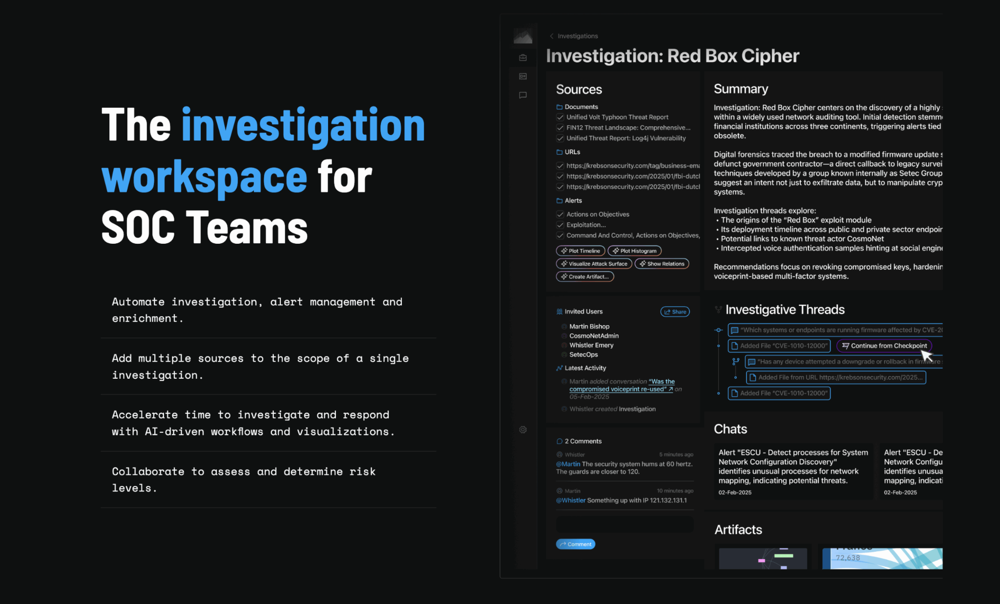 The investigation
workspace for
SOC Teams
Automate investigation, alert management and
enrichment.
Add multiple sources to the scope of a single
investigation.
Accelerate time to investigate and respond
with AI-driven workflows and visualizations.
Collaborate to assess and determine risk
levels.
Investigations
Investigation: Red Box Cipher
Sources
Documents
Unified Volt Typhoon Threat Report
FIN12 Threat Landscape: Comprehensive...
Unified Threat Report: Log4j Vulnerability
URLs
https://krebsonsecurity.com/tag/business-ema
https://krebsonsecurity.com/2025/01/fbi-dutcl
https://krebsonsecurity.com/2025/01/fbi-dutcl
Alerts
Actions on Objectives
Exploitation...
Command And Control, Actions on Objectives,
Plot Timeline Plot Histogram
Visualize Attack Surface Show Relations
Create Artifact...
Invited Users Share
Martin Bishop
CosmoNetAdmin
Whistler Emery
SetecOps
Latest Activity
Martin added conversation “Was the
compromised voiceprint re-used” ↗ on
05-Feb-2025
Whistler created Investigation
2 Comments
Whistler 5 minutes ago
@Martin The security system hums at 60 hertz.
The guards are closer to 120.
Martin 10 minutes ago
@Whistler Something up with IP 121.132.131.1
Comment
Summary
Investigation: Red Box Cipher centers on the discovery of a highly
within a widely used network auditing tool. Initial detection stemm
financial institutions across three continents, triggering alerts tied
obsolete.
Digital forensics traced the breach to a modified firmware update s
defunct government contractor—a direct callback to legacy survei
techniques developed by a group known internally as Setec Group
suggest an intent not just to exfiltrate data, but to manipulate cryp
systems.
Investigation threads explore:
• The origins of the “Red Box” exploit module
• Its deployment timeline across public and private sector endpoin
• Potential links to known threat actor CosmoNet
• Intercepted voice authentication samples hinting at social engine
Recommendations focus on revoking compromised keys, hardenin
voiceprint-based multi-factor systems.
Investigative Threads
“Which systems or endpoints are running firmware affected by CVE-20
Added File “CVE-1010-12000” Continue from Checkpoint
“Has any device attempted a downgrade or rollback in firmware s
Added File from URL https://krebsonsecurity.com/2025...
Added File “CVE-1010-12000”
Chats
Alert "ESCU - Detect processes for System
Network Configuration Discovery"
identifies unusual processes for network
mapping, indicating potential threats.
02-Feb-2025
Alert "ESCU - De
Network Configu
identifies unusua
mapping, indicati
02-Feb-2025
Artifacts
France
72,638